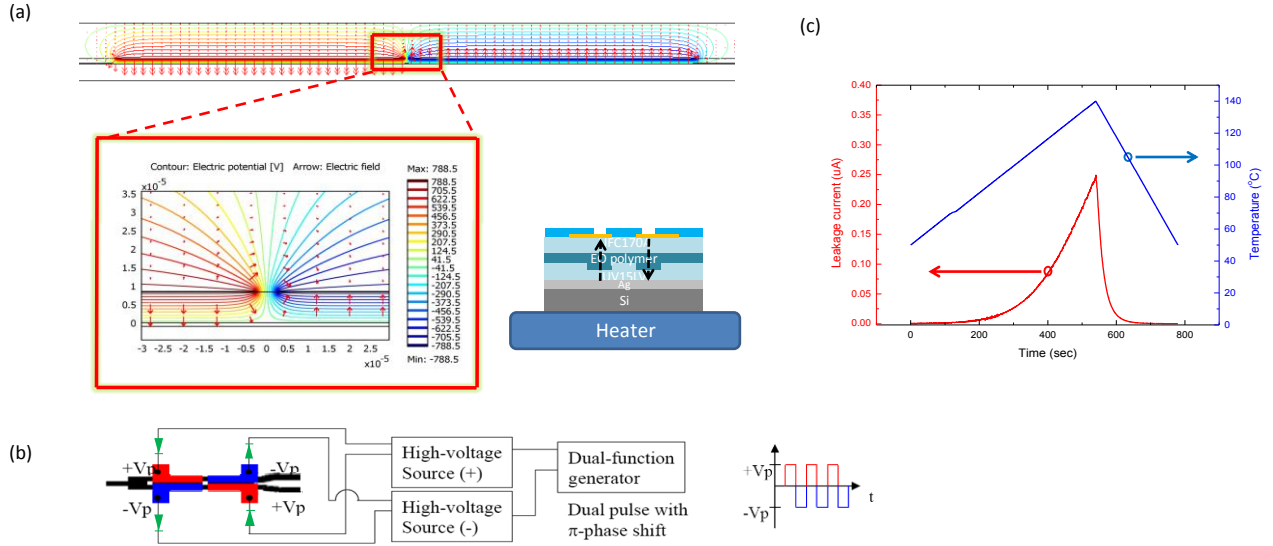 (a)
Contour: Electric potential [V] Arrow: Electric field
Max: 788.5
x10⁻⁵
3.5
3
2.5
2
1.5
1
0.5
0
-3 -2.5 -2 -1.5 -1 -0.5 0 0.5 1 1.5 2 2.5
x10⁻⁵
788.5
705.5
622.5
539.5
456.5
373.5
290.5
207.5
124.5
41.5
-41.5
-124.5
-207.5
-290.5
-373.5
-456.5
-539.5
-622.5
-705.5
-788.5
Min: -788.5
EO polymer
Ag
Si
Heater
(c)
0.40
0.35
0.30
0.25
0.20
0.15
0.10
0.05
0.00
Leakage current (uA)
0 200 400 600 800
Time (sec)
140
120
100
80
60
40
20
0
Temperature (°C)
(b)
+Vp
-Vp
-Vp
+Vp
High-voltage
Source (+)
High-voltage
Source (-)
Dual-function
generator
Dual pulse with
π-phase shift
+Vp
-Vp
t